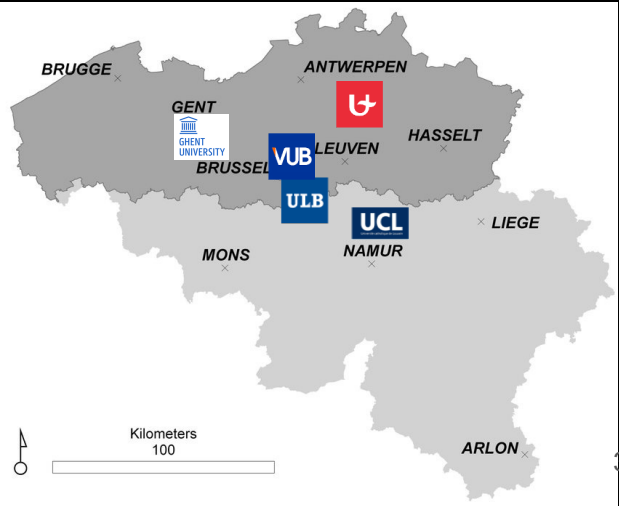 BRUGGE
ANTWERPEN
GENT
GHENT
UNIVERSITY
HASSELT
VUB
LEUVEN
BRUSSEL
ULB
UCL
LIEGE
MONS
NAMUR
Kilometers
100
ARLON